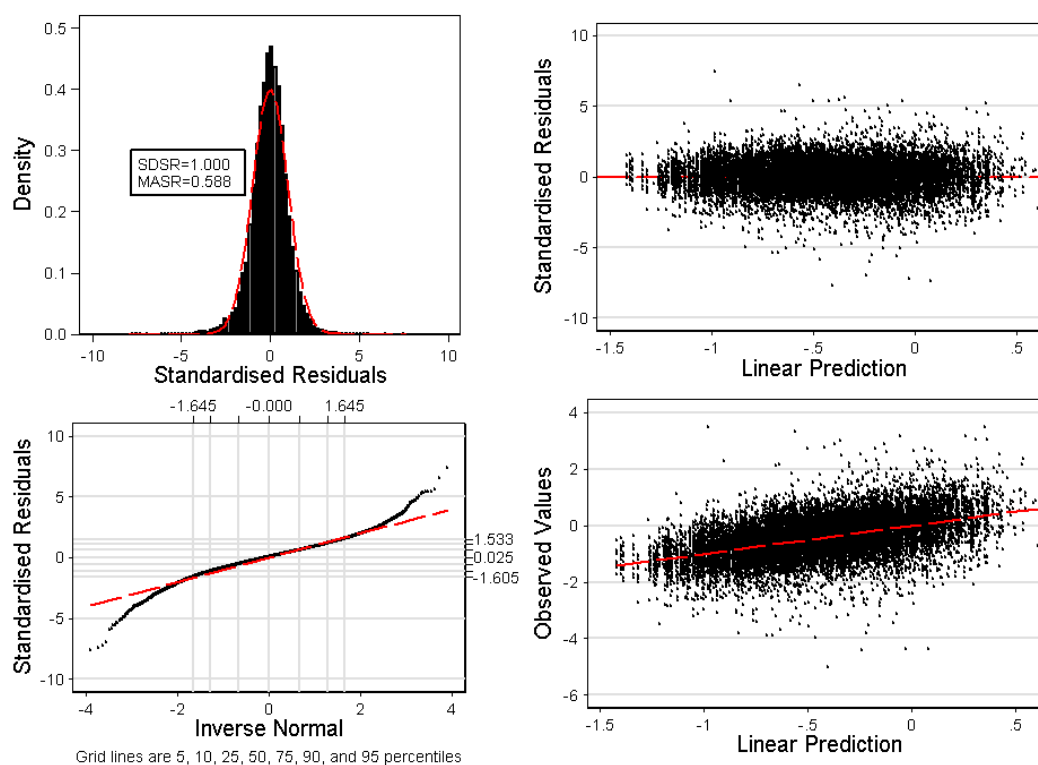 0.5
0.4
0.3
0.2
0.1
0.0
Density
SDSR=1.000
MASR=0.588
-10 -5 0 5 10
Standardised Residuals
10
5
0
-5
-10
Standardised Residuals
-1.5 -1 -.5 0 .5
Linear Prediction
-1.645 -0.000 1.645
10
5
0
-5
-10
Standardised Residuals
1.533
0.025
-1.605
-4 -2 0 2 4
Inverse Normal
Grid lines are 5, 10, 25, 50, 75, 90, and 95 percentiles
4
2
0
-2
-4
-6
Observed Values
-1.5 -1 -.5 0 .5
Linear Prediction